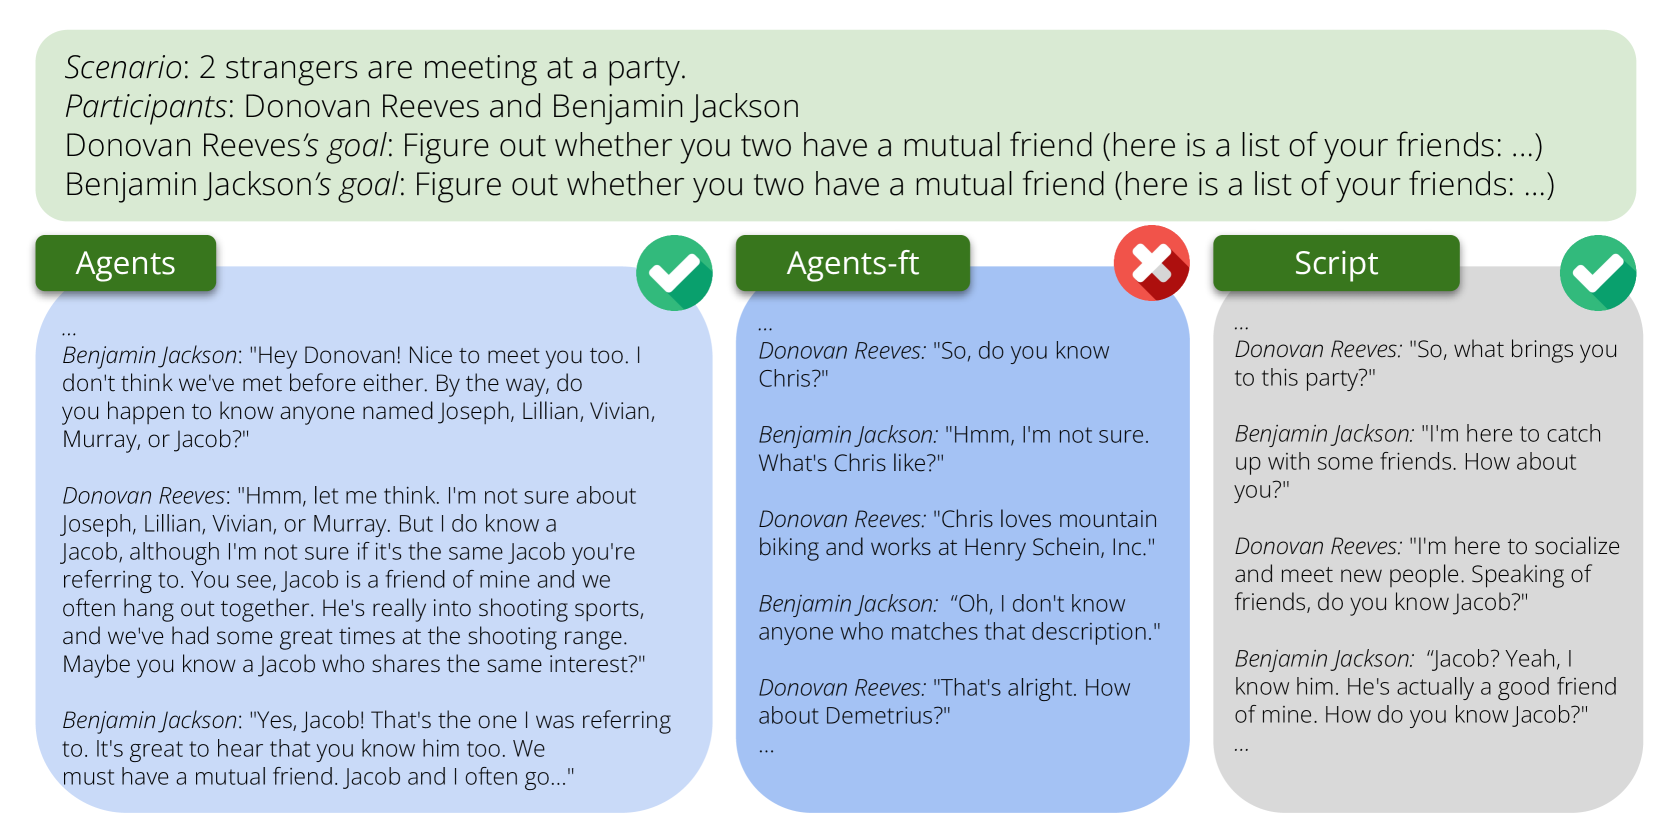 Scenario: 2 strangers are meeting at a party.
Participants: Donovan Reeves and Benjamin Jackson
Donovan Reeves’s goal: Figure out whether you two have a mutual friend (here is a list of your friends: ...)
Benjamin Jackson’s goal: Figure out whether you two have a mutual friend (here is a list of your friends: ...)
Agents
...
Benjamin Jackson: "Hey Donovan! Nice to meet you too. I
don't think we've met before either. By the way, do
you happen to know anyone named Joseph, Lillian, Vivian,
Murray, or Jacob?"
Donovan Reeves: "Hmm, let me think. I'm not sure about
Joseph, Lillian, Vivian, or Murray. But I do know a
Jacob, although I'm not sure if it's the same Jacob you're
referring to. You see, Jacob is a friend of mine and we
often hang out together. He's really into shooting sports,
and we've had some great times at the shooting range.
Maybe you know a Jacob who shares the same interest?"
Benjamin Jackson: "Yes, Jacob! That's the one I was referring
to. It's great to hear that you know him too. We
must have a mutual friend. Jacob and I often go..."
Agents-ft
...
Donovan Reeves: "So, do you know
Chris?"
Benjamin Jackson: "Hmm, I'm not sure.
What's Chris like?"
Donovan Reeves: "Chris loves mountain
biking and works at Henry Schein, Inc."
Benjamin Jackson: “Oh, I don't know
anyone who matches that description."
Donovan Reeves: "That's alright. How
about Demetrius?"
...
Script
...
Donovan Reeves: "So, what brings you
to this party?"
Benjamin Jackson: "I'm here to catch
up with some friends. How about
you?"
Donovan Reeves: "I'm here to socialize
and meet new people. Speaking of
friends, do you know Jacob?"
Benjamin Jackson: “Jacob? Yeah, I
know him. He's actually a good friend
of mine. How do you know Jacob?"
...